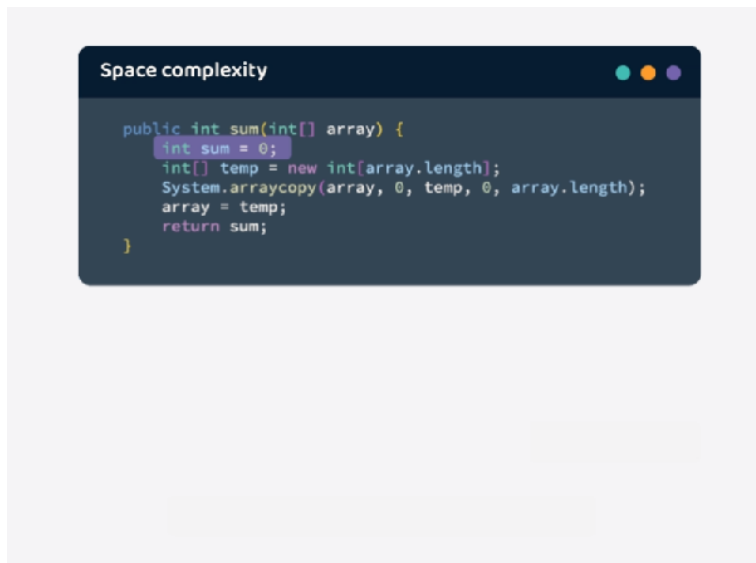 Space complexity
public int sum(int[] array) {
int sum = 0;
int[] temp = new int[array.length];
System.arraycopy(array, 0, temp, 0, array.length);
array = temp;
return sum;
}